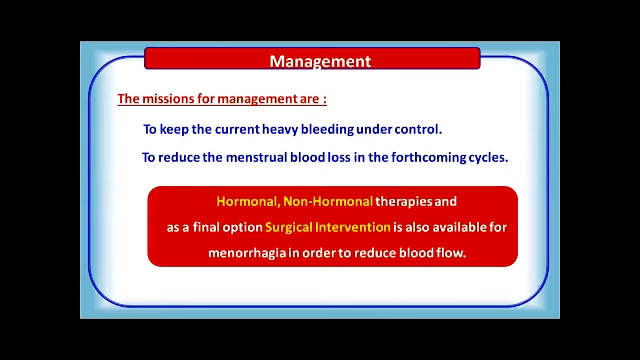 Management
The missions for management are :
To keep the current heavy bleeding under control.
To reduce the menstrual blood loss in the forthcoming cycles.
Hormonal, Non-Hormonal therapies and
as a final option Surgical Intervention is also available for
menorrhagia in order to reduce blood flow.